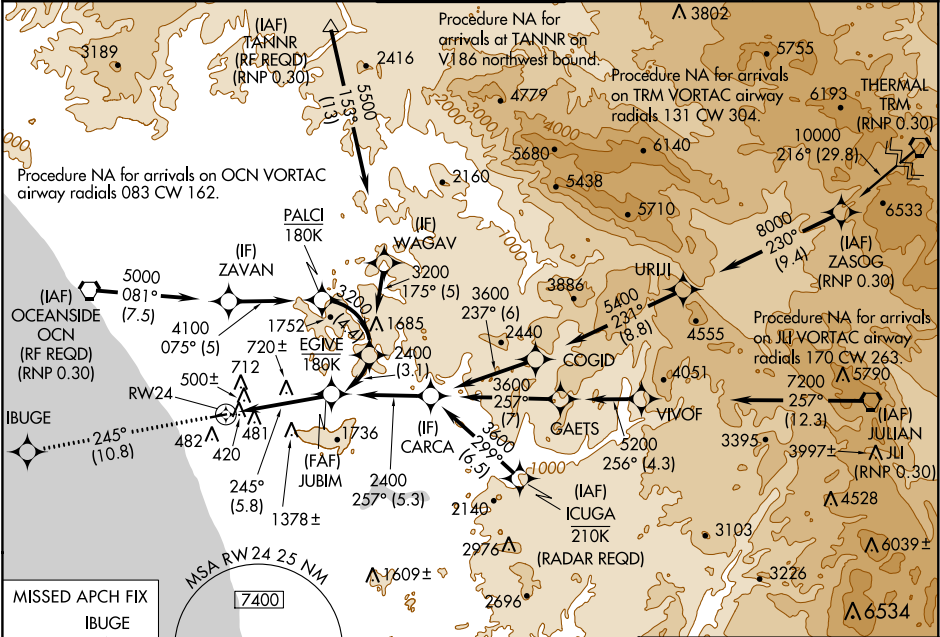 3189
(IAF)
TANNR
(RF REQD)
(RNP 0.30)
2416
5500
153°
(13)
Procedure NA for
arrivals at TANNR on
V186 northwest bound.
3802
5755
Procedure NA for arrivals
on TRM VORTAC airway
radials 131 CW 304.
4779
4000
6193
THERMAL
TRM
(RNP 0.30)
10000
216° (29.8)
5680
6140
5438
5710
6533
Procedure NA for arrivals on OCN VORTAC
airway radials 083 CW 162.
2160
1000
PALCI
180K
(IF)
WAGAV
(IF)
ZAVAN
3200
175° (5)
8000
230°
(9.4)
(IAF)
ZASOG
(RNP 0.30)
URIJI
5000
081°
(7.5)
(IAF)
OCEANSIDE
OCN
(RF REQD)
(RNP 0.30)
4100
075° (5)
3200
(4.4)
1752
1685
3600
237° (6)
3886
5400
231°
(8.8)
2440
4555
Procedure NA for arrivals
on JLI VORTAC airway
radials 170 CW 263
EGIVE
180K
2400
(3.1)
COGID
712
720±
500±
RW24
3600
257°
(7)
4051
5790
7200
257°
(12.3)
IBUGE
245°
(10.8)
482
420
481
(FAF)
JUBIM
1736
(IF)
CARCA
GAETS
VIVOF
5200
256° (4.3)
(IAF)
JULIAN
JLI
(RNP 0.30)
3395
3997±
245°
(5.8)
1378±
2400
257° (5.3)
3600
299°
(6.5)
1000
(IAF)
ICUGA
210K
(RADAR REQD)
2140
4528
2976
3103
6039±
MSA RW24 25 NM
7400
1609±
2696
3226
6534
MISSED APCH FIX
IBUGE